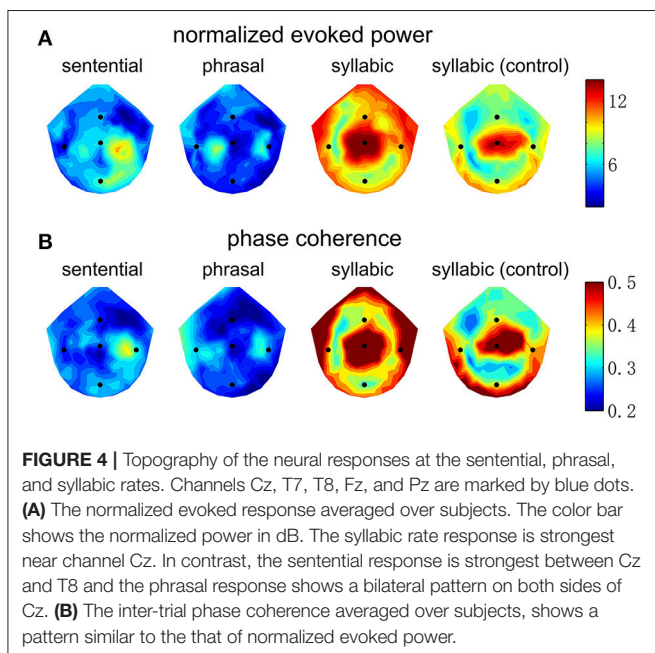 A normalized evoked power
sentential phrasal syllabic syllabic (control)
12
6
B phase coherence
sentential phrasal syllabic syllabic (control)
0.5
0.4
0.3
0.2
FIGURE 4 | Topography of the neural responses at the sentential, phrasal,
and syllabic rates. Channels Cz, T7, T8, Fz, and Pz are marked by blue dots.
(A) The normalized evoked response averaged over subjects. The color bar
shows the normalized power in dB. The syllabic rate response is strongest
near channel Cz. In contrast, the sentential response is strongest between Cz
and T8 and the phrasal response shows a bilateral pattern on both sides of
Cz. (B) The inter-trial phase coherence averaged over subjects, shows a
pattern similar to the that of normalized evoked power.